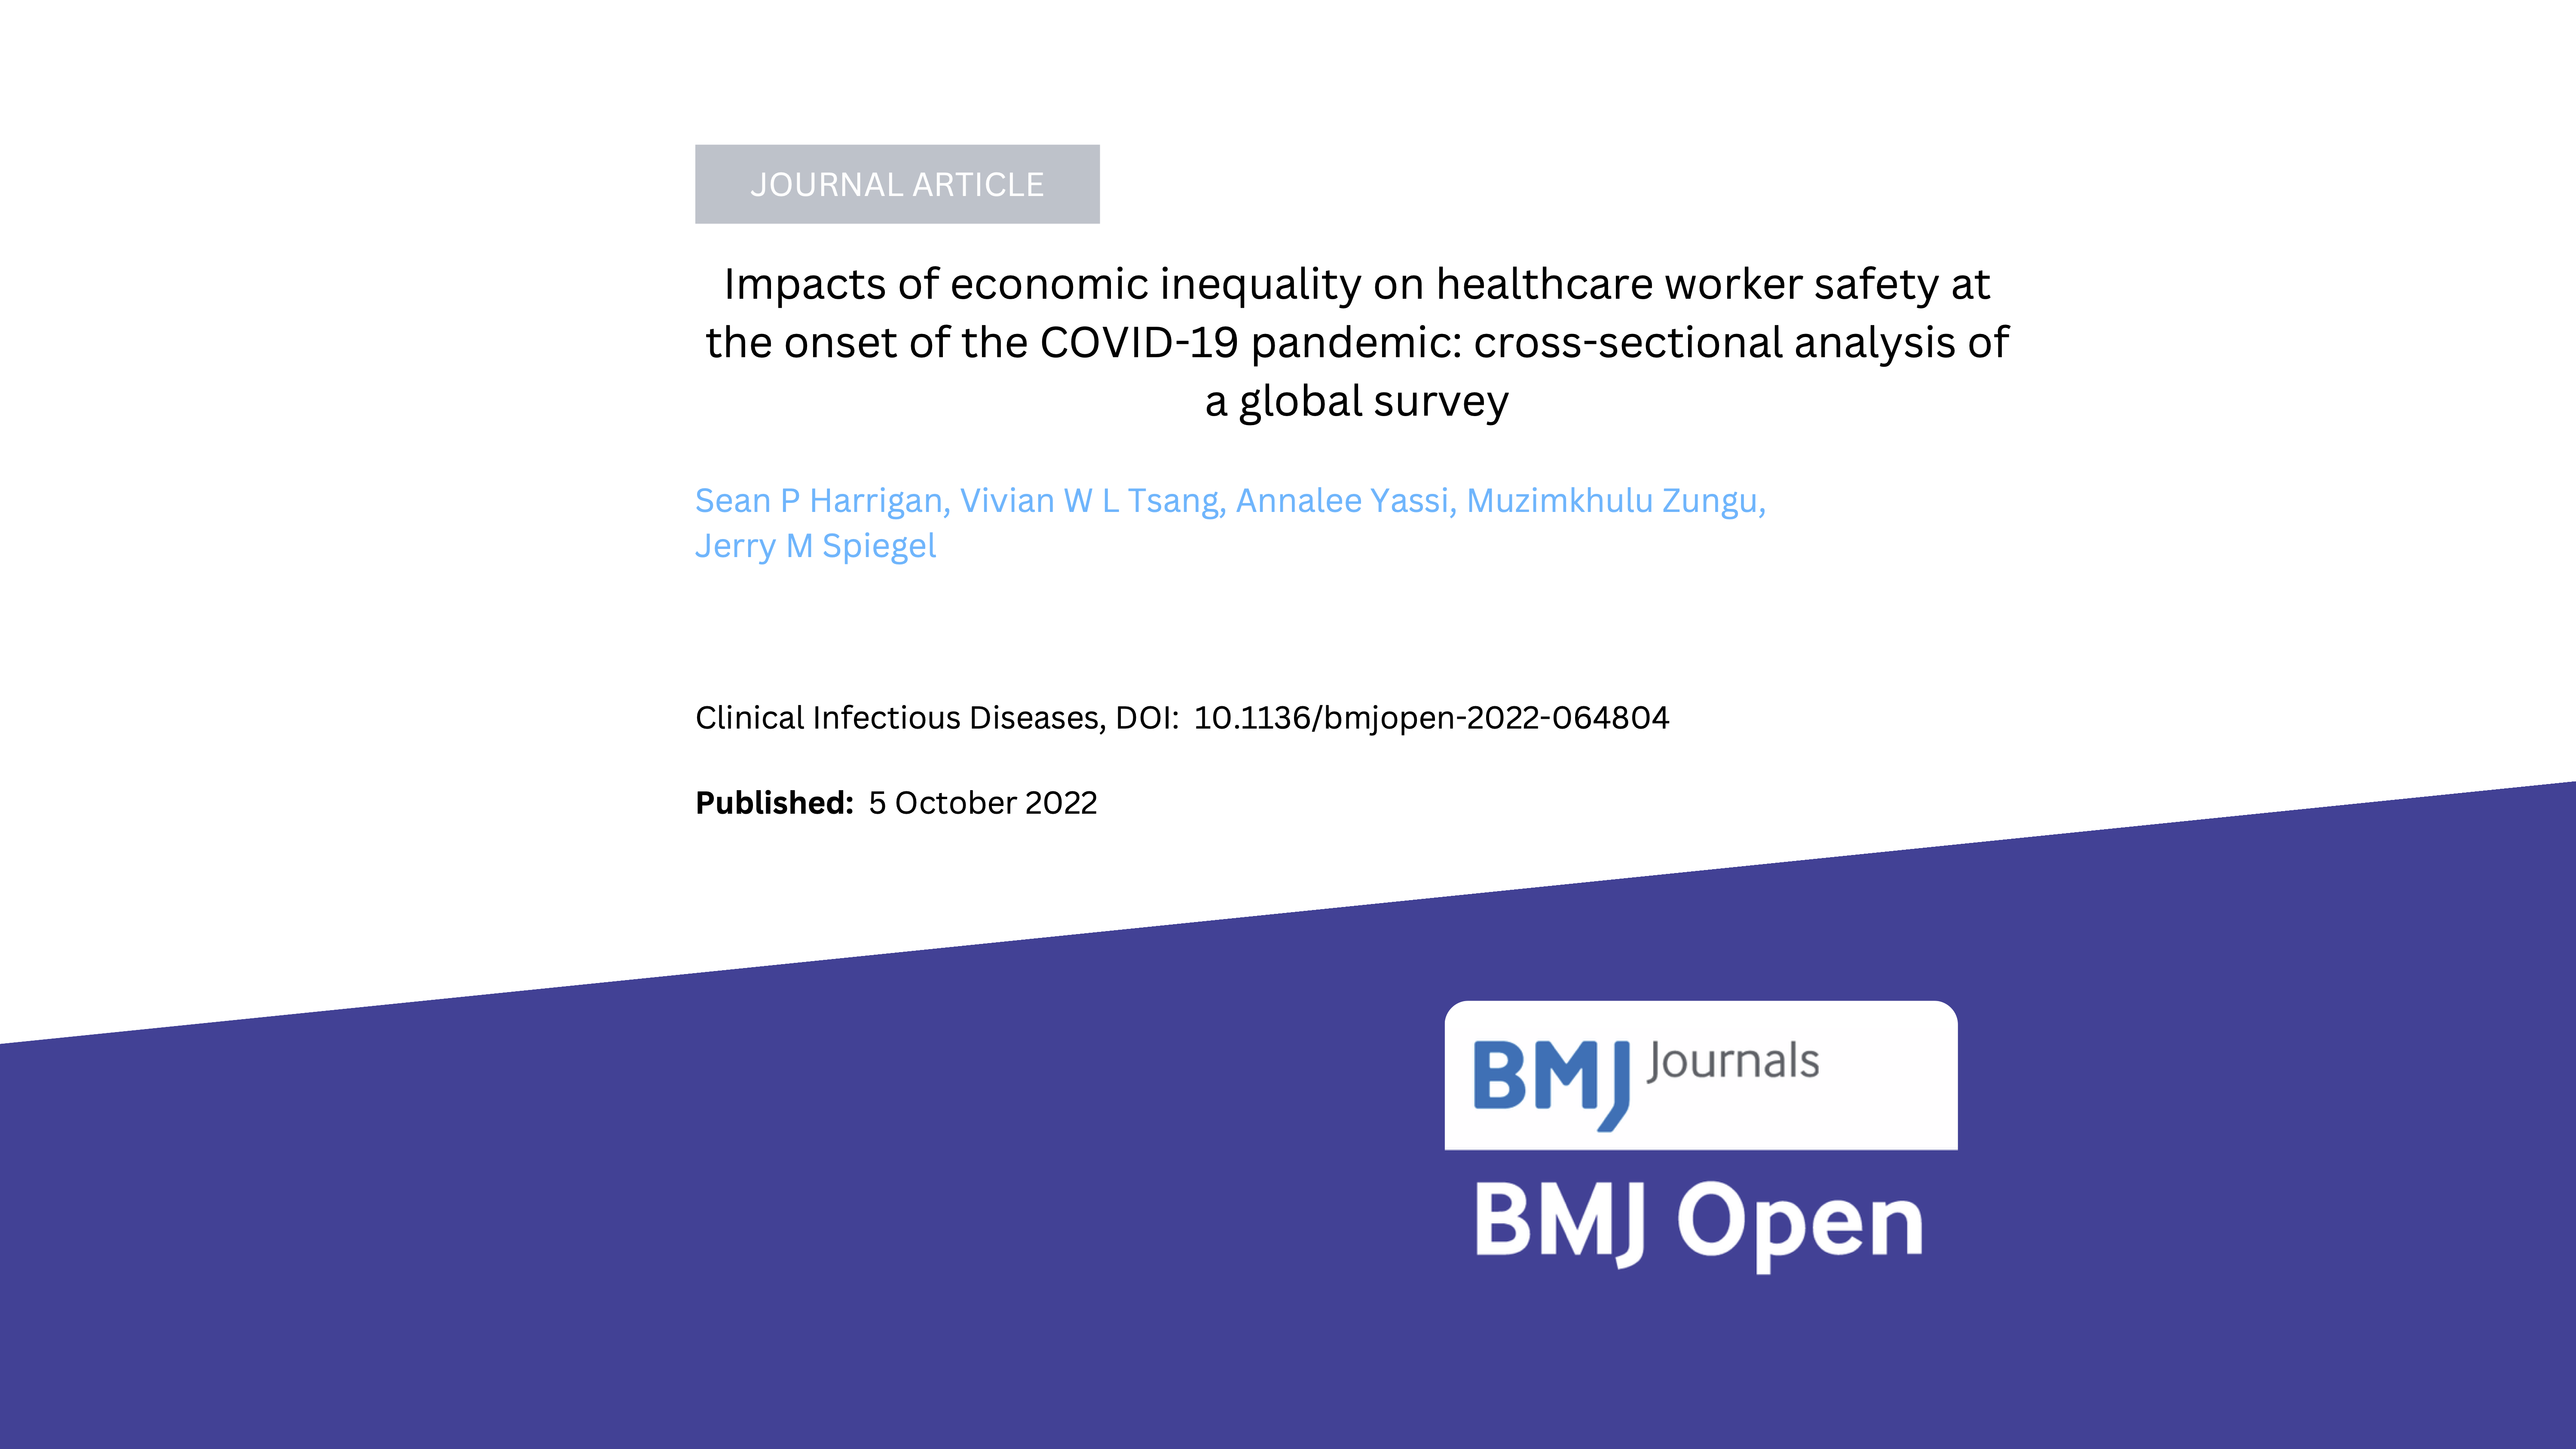 JOURNAL ARTICLE
Impacts of economic inequality on healthcare worker safety at
the onset of the COVID-19 pandemic: cross-sectional analysis of
a global survey
Sean P Harrigan, Vivian W L Tsang, Annalee Yassi, Muzimkhulu Zungu,
Jerry M Spiegel
Clinical Infectious Diseases, DOI: 10.1136/bmjopen-2022-064804
Published: 5 October 2022
BMJ Journals
BMJ Open